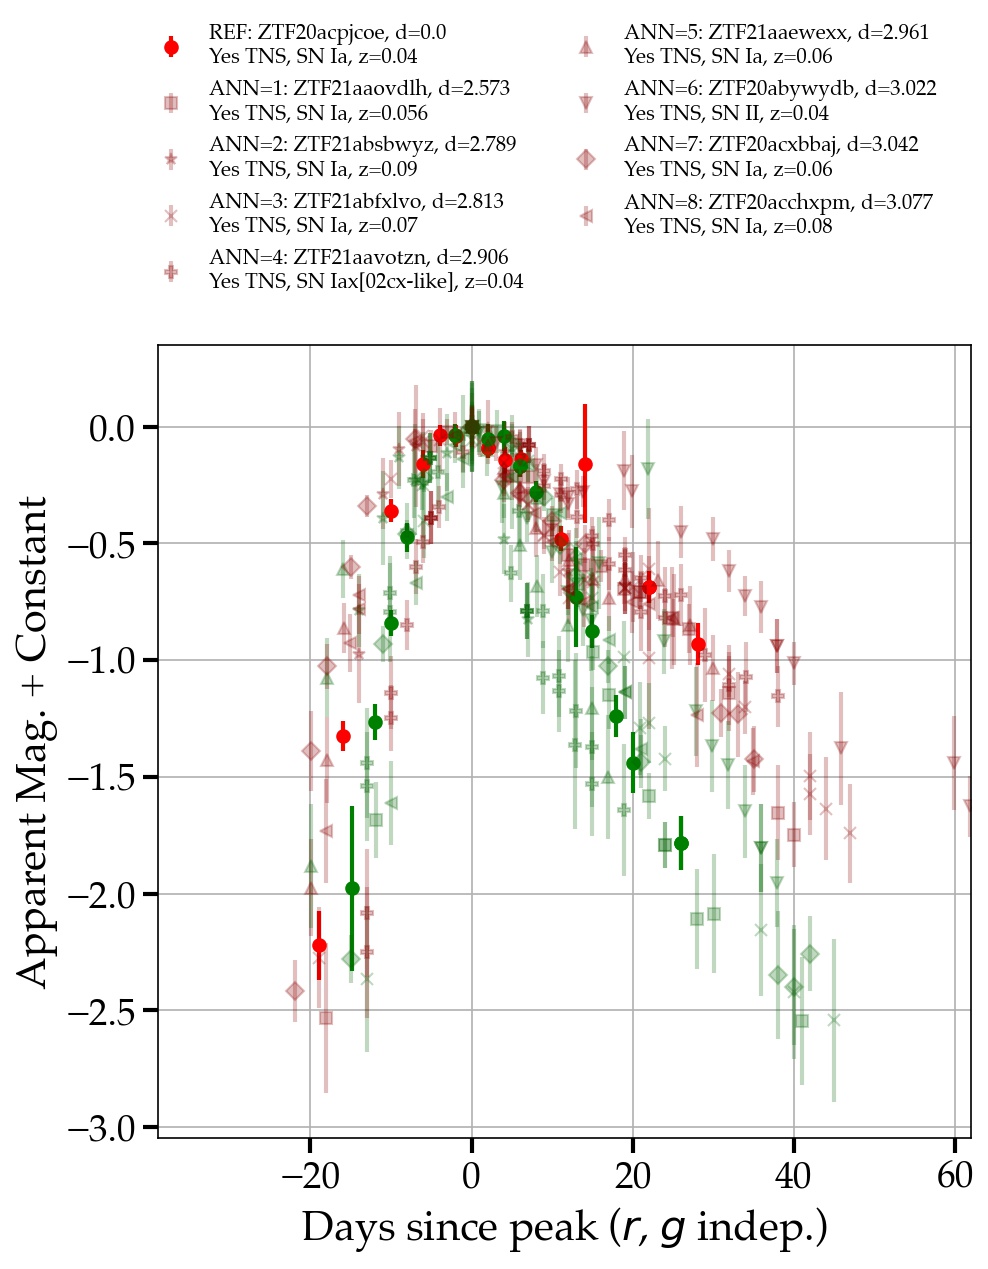 REF: ZTF20acpjcoe, d=0.0
Yes TNS, SN Ia, z=0.04
ANN=1: ZTF21aaovdlh, d=2.573
Yes TNS, SN Ia, z=0.056
ANN=2: ZTF21absbwyz, d=2.789
Yes TNS, SN Ia, z=0.09
ANN=3: ZTF21abfxlvo, d=2.813
Yes TNS, SN Ia, z=0.07
ANN=4: ZTF21aavotzn, d=2.906
Yes TNS, SN Iax[02cx-like], z=0.04
ANN=5: ZTF21aaewexx, d=2.961
Yes TNS, SN Ia, z=0.06
ANN=6: ZTF20abywydb, d=3.022
Yes TNS, SN II, z=0.04
ANN=7: ZTF20acxbbaj, d=3.042
Yes TNS, SN Ia, z=0.06
ANN=8: ZTF20acchxpm, d=3.077
Yes TNS, SN Ia, z=0.08
Apparent Mag. + Constant
0.0
−0.5
−1.0
−1.5
−2.0
−2.5
−3.0
−20
0
20
40
60
Days since peak (r, g indep.)